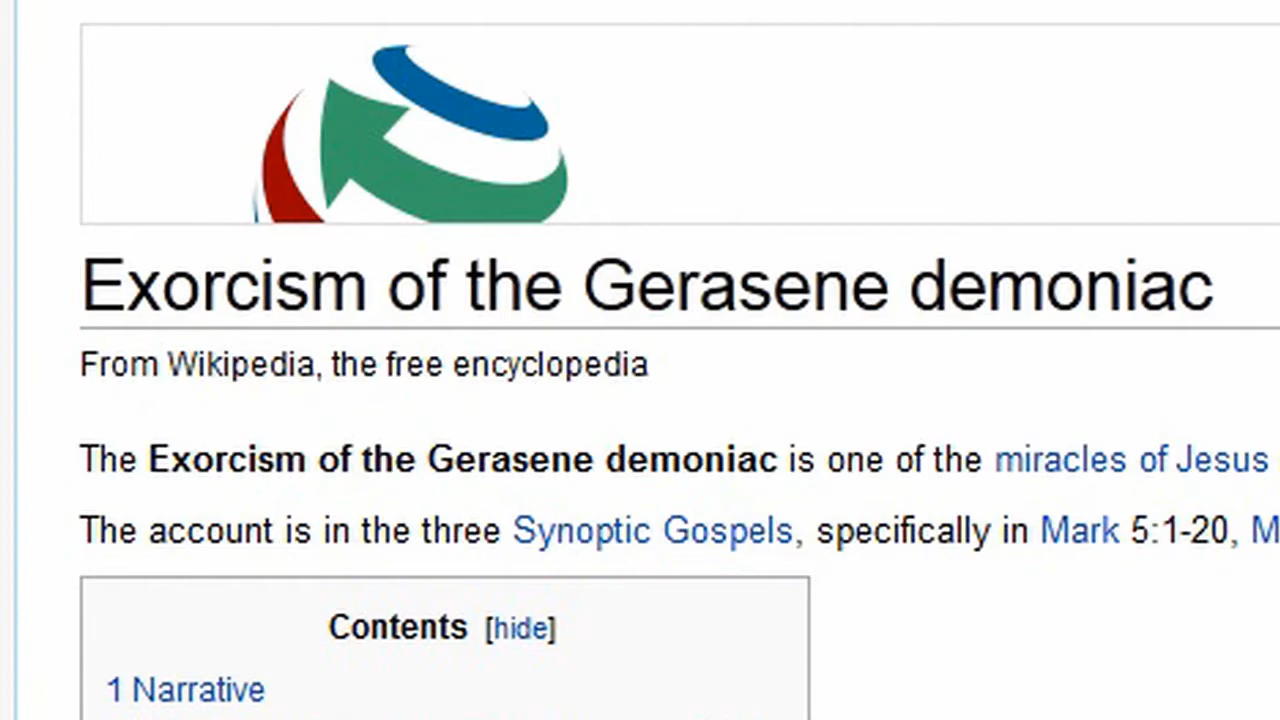 Exorcism of the Gerasene demoniac
From Wikipedia, the free encyclopedia
The Exorcism of the Gerasene demoniac is one of the miracles of Jesus
The account is in the three Synoptic Gospels, specifically in Mark 5:1-20, M
Contents [hide]
1 Narrative